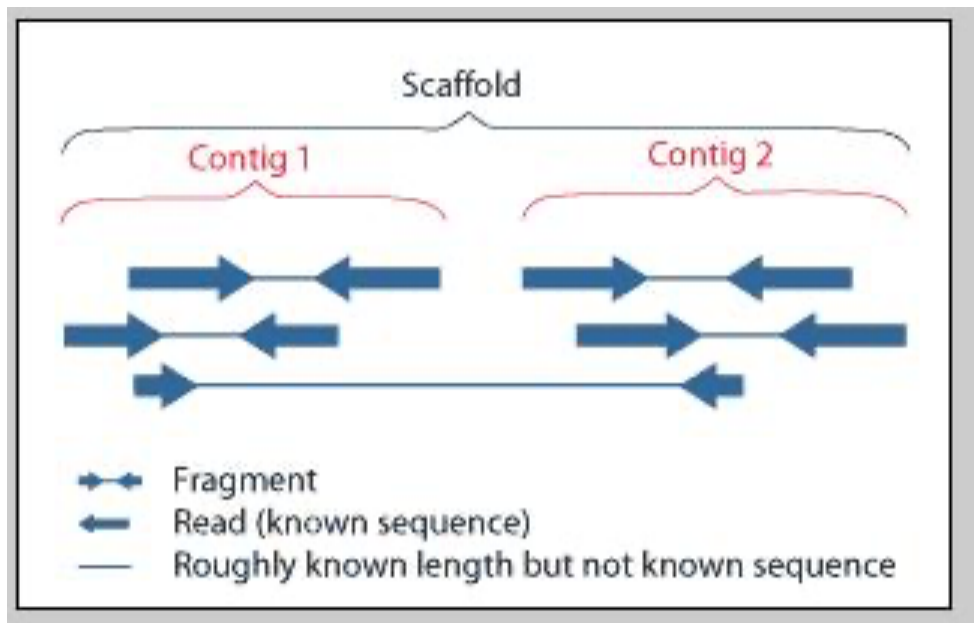 Scaffold
Contig 1
Contig 2
Fragment
Read (known sequence)
Roughly known length but not known sequence